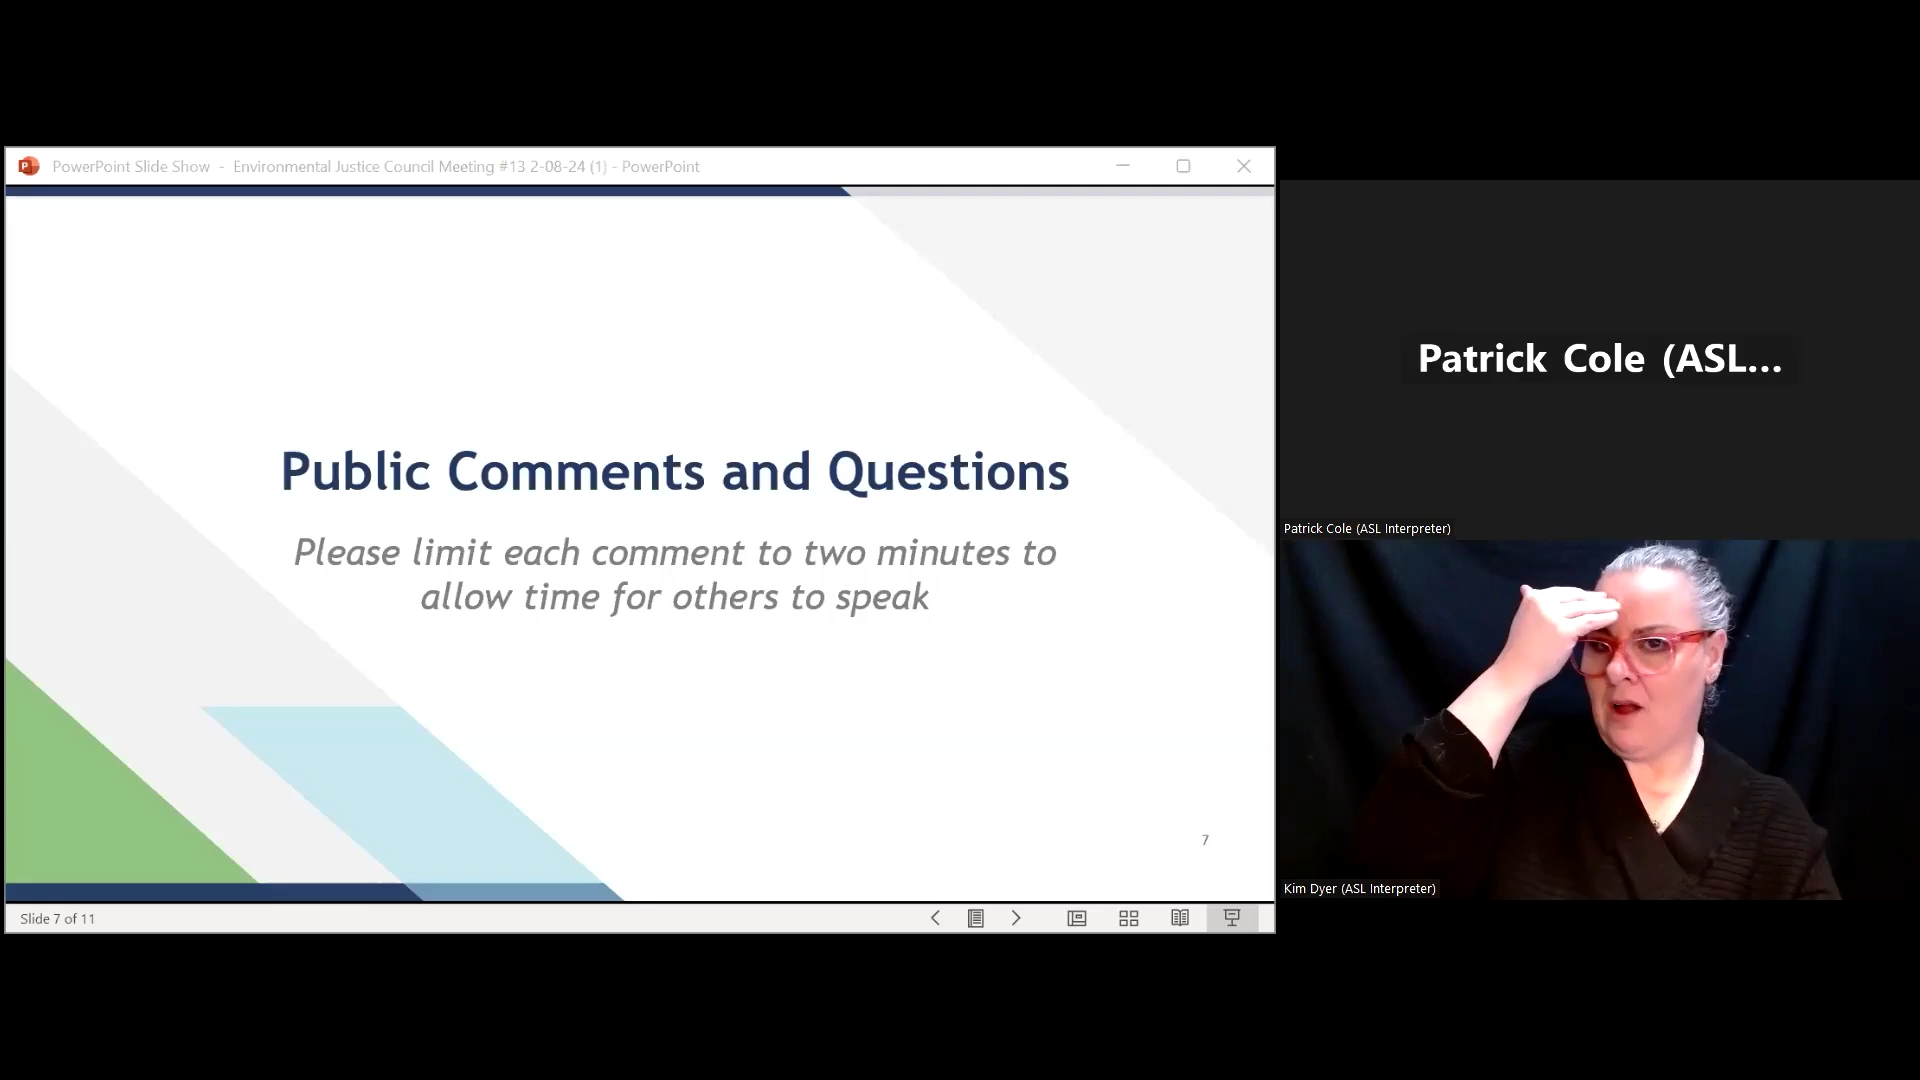 PowerPoint Slide Show - Environmental Justice Council Meeting #13 2-08-24 (1) - PowerPoint
Public Comments and Questions
Please limit each comment to two minutes to
allow time for others to speak
7
Slide 7 of 11
Patrick Cole (ASL...
Patrick Cole (ASL Interpreter)
Kim Dyer (ASL Interpreter)